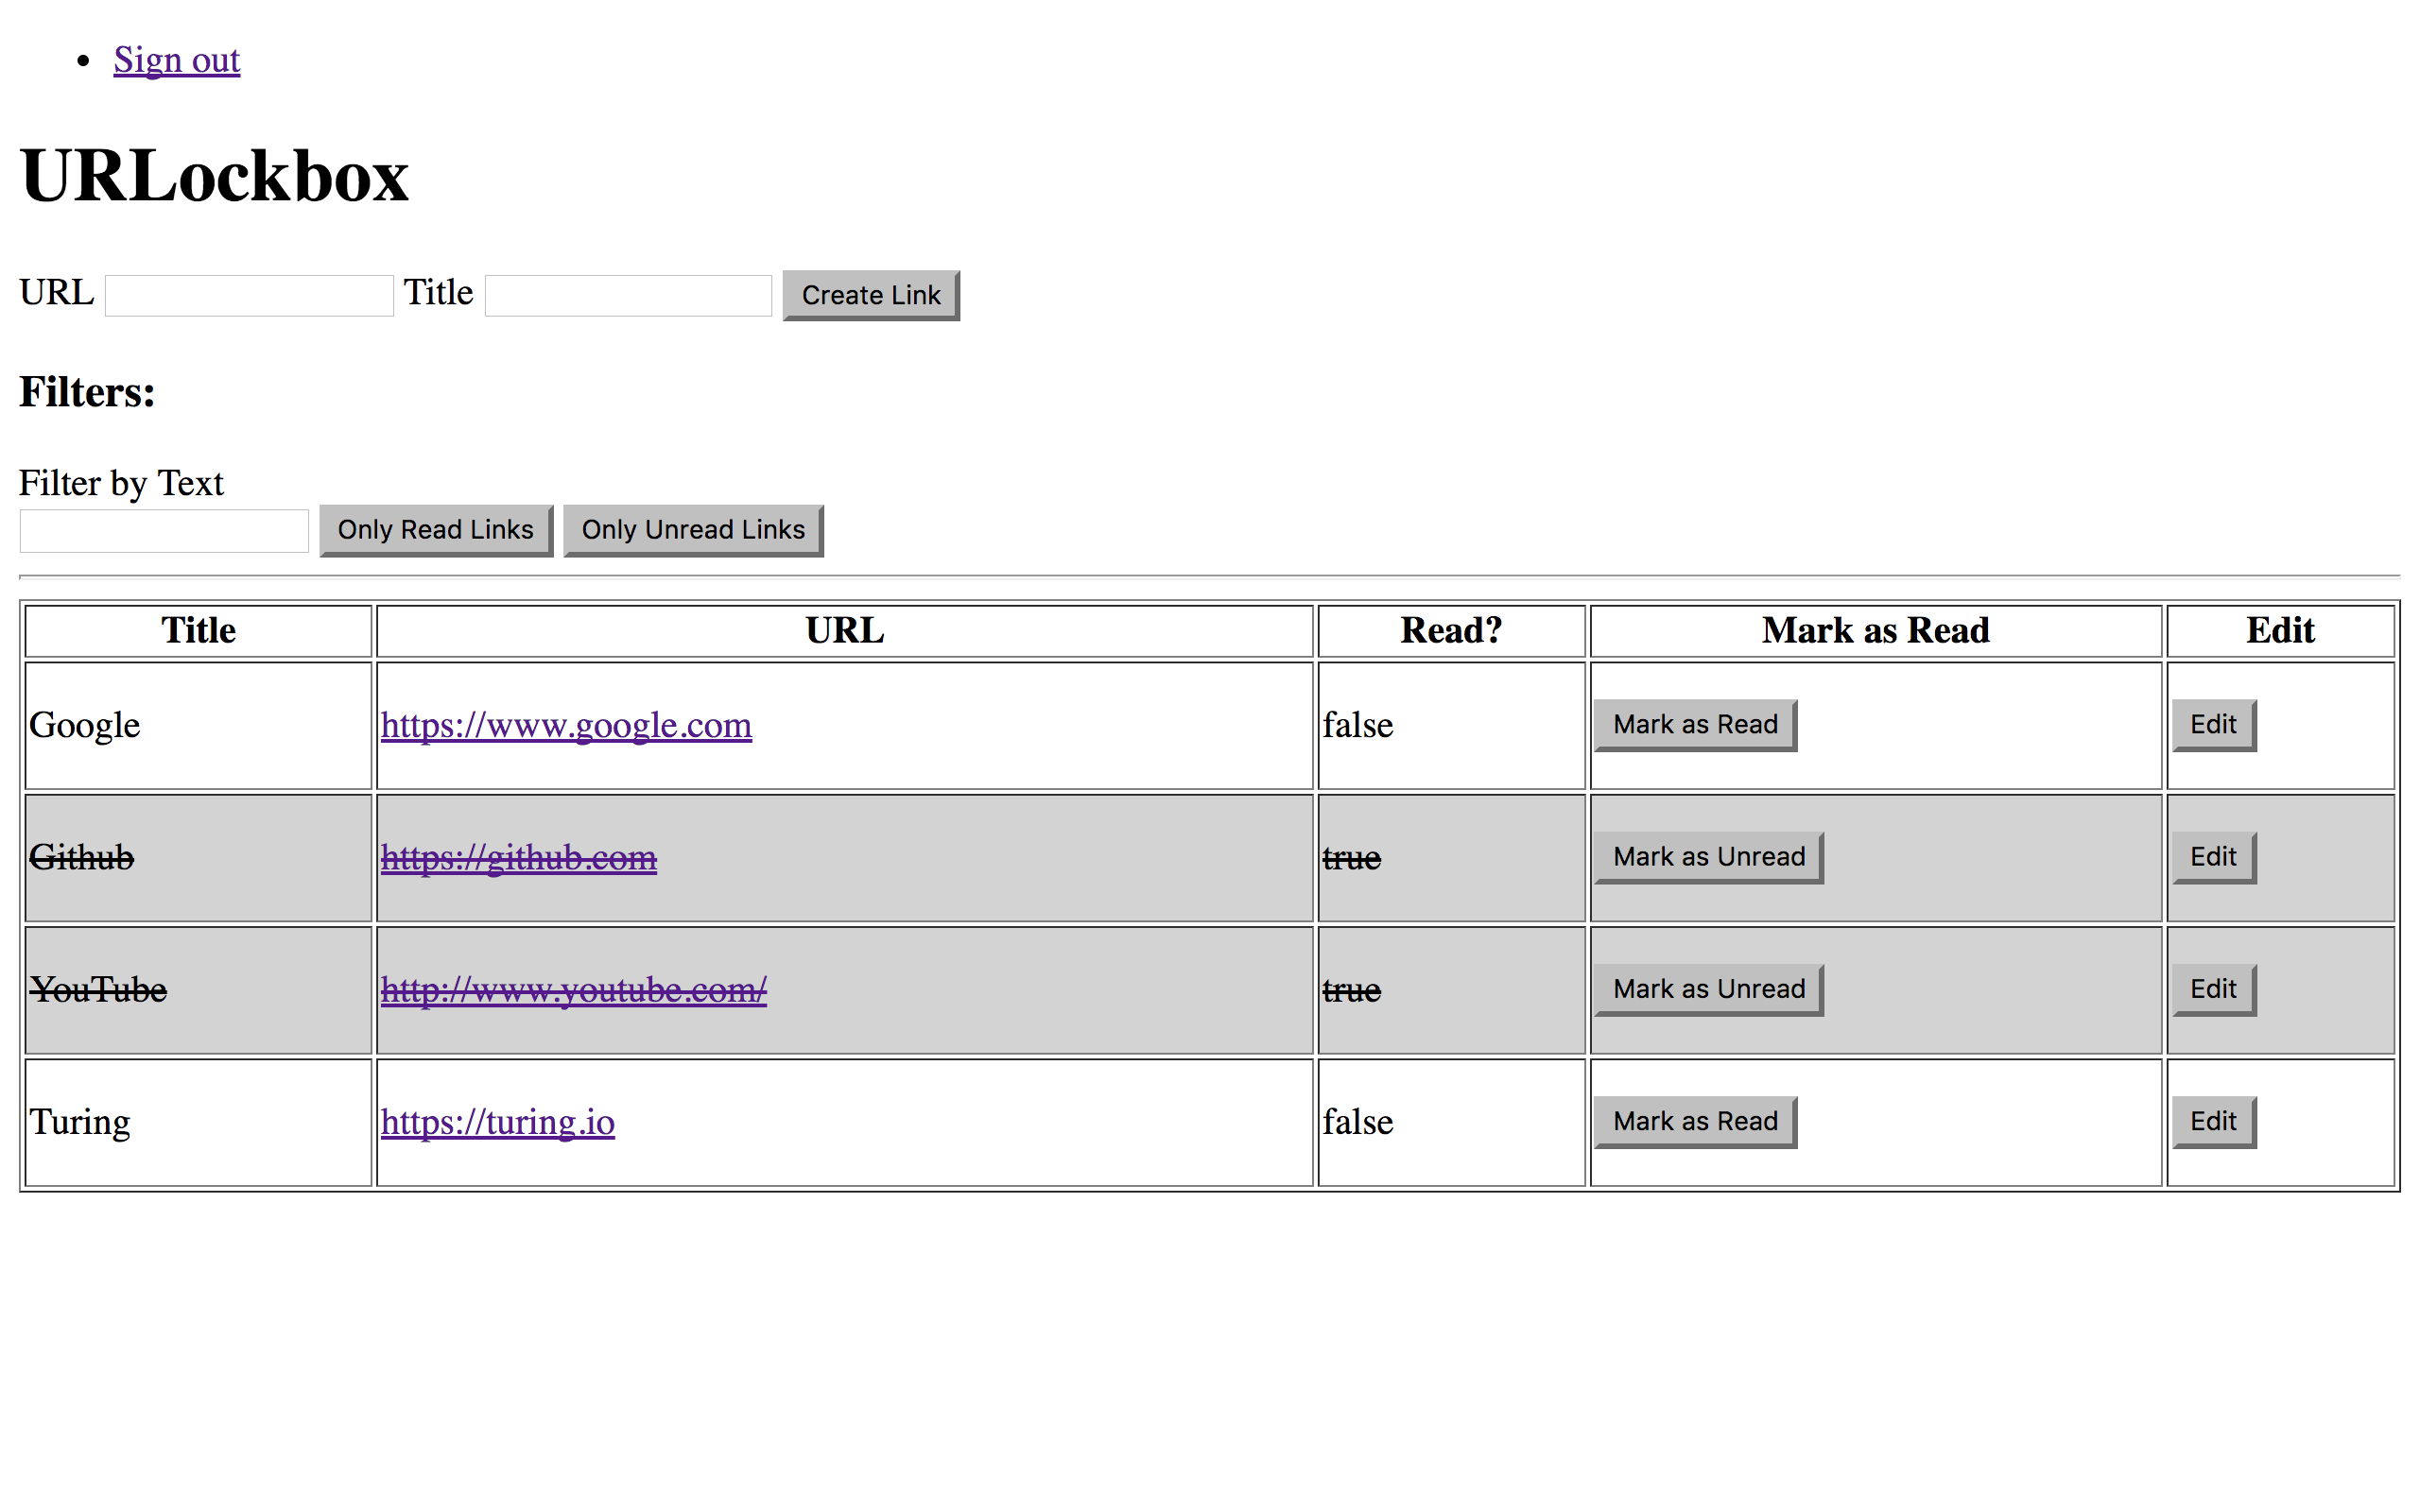 Sign out
URLockbox
URL Title Create Link
Filters:
Filter by Text
Only Read Links Only Unread Links
Title URL Read? Mark as Read Edit
Google https://www.google.com false Mark as Read Edit
Github https://github.com true Mark as Unread Edit
YouTube http://www.youtube.com/ true Mark as Unread Edit
Turing https://turing.io false Mark as Read Edit